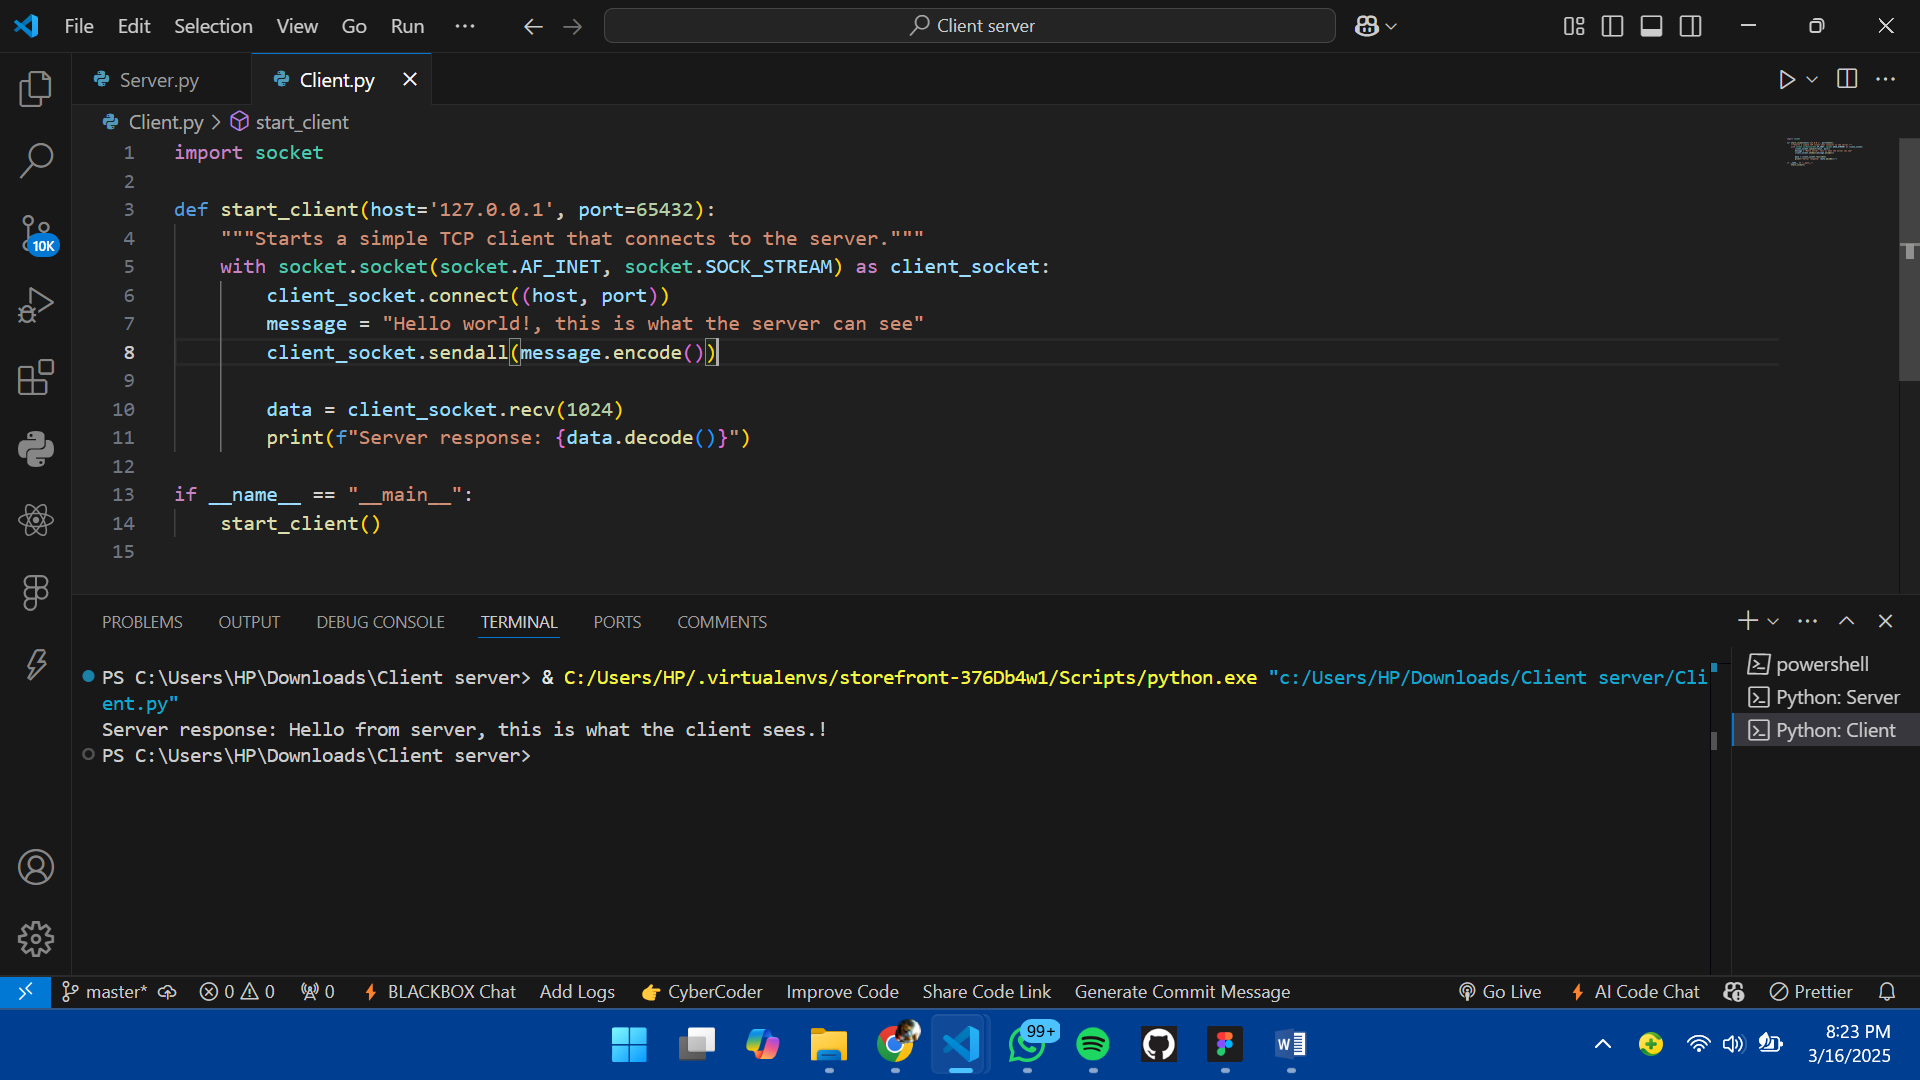 File Edit Selection View Go Run ··· Client server
Server.py Client.py
Client.py > start_client
1 import socket
2
3 def start_client(host='127.0.0.1', port=65432):
4 """Starts a simple TCP client that connects to the server."""
5 with socket.socket(socket.AF_INET, socket.SOCK_STREAM) as client_socket:
6 client_socket.connect((host, port))
7 message = "Hello world!, this is what the server can see"
8 client_socket.sendall(message.encode())
9
10 data = client_socket.recv(1024)
11 print(f"Server response: {data.decode()}")
12
13 if __name__ == "__main__":
14 start_client()
15
10K
PROBLEMS OUTPUT DEBUG CONSOLE TERMINAL PORTS COMMENTS
PS C:\Users\HP\Downloads\Client server> & C:/Users/HP/.virtualenvs/storefront-376Db4w1/Scripts/python.exe "c:/Users/HP/Downloads/Client server/Cli
ent.py"
Server response: Hello from server, this is what the client sees.!
PS C:\Users\HP\Downloads\Client server>
powershell
Python: Server
Python: Client
master* 0 0 0 BLACKBOX Chat Add Logs CyberCoder Improve Code Share Code Link Generate Commit Message Go Live AI Code Chat Prettier
99+
W
8:23 PM
3/16/2025